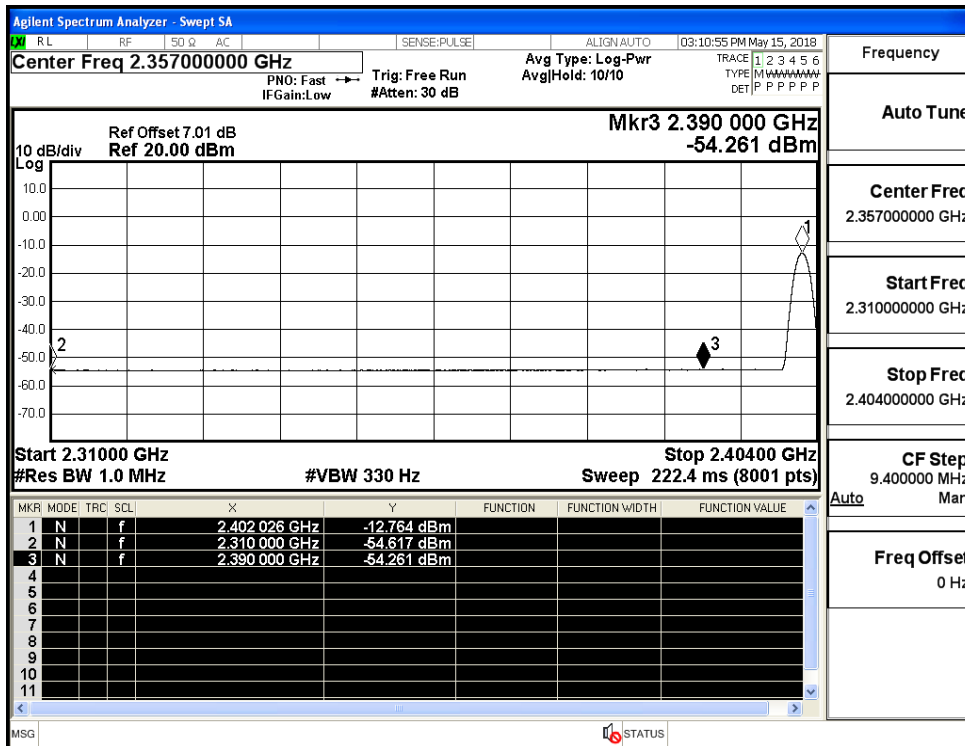 Agilent Spectrum Analyzer - Swept SA
LXI RL RF 50 Ω AC SENSE:PULSE ALIGN AUTO 03:10:55 PM May 15, 2018
Center Freq 2.357000000 GHz
PNO: Fast
IFGain:Low
Trig: Free Run
#Atten: 30 dB
Avg Type: Log-Pwr
Avg|Hold: 10/10
TRACE 1 2 3 4 5 6
TYPE M WWWWW
DET P P P P P P
Ref Offset 7.01 dB
10 dB/div Ref 20.00 dBm
Log
Mkr3 2.390 000 GHz
-54.261 dBm
10.0
0.00
-10.0
-20.0
-30.0
-40.0
-50.0
-60.0
-70.0
1
2
3
Start 2.31000 GHz Stop 2.40400 GHz
#Res BW 1.0 MHz #VBW 330 Hz Sweep 222.4 ms (8001 pts)
MKR MODE TRC SCL X Y FUNCTION FUNCTION WIDTH FUNCTION VALUE
1 N f 2.402 026 GHz -12.764 dBm
2 N f 2.310 000 GHz -54.617 dBm
3 N f 2.390 000 GHz -54.261 dBm
4
5
6
7
8
9
10
11
MSG STATUS
Frequency
Auto Tune
Center Freq
2.357000000 GHz
Start Freq
2.310000000 GHz
Stop Freq
2.404000000 GHz
CF Step
9.400000 MHz
Auto Man
Freq Offset
0 Hz